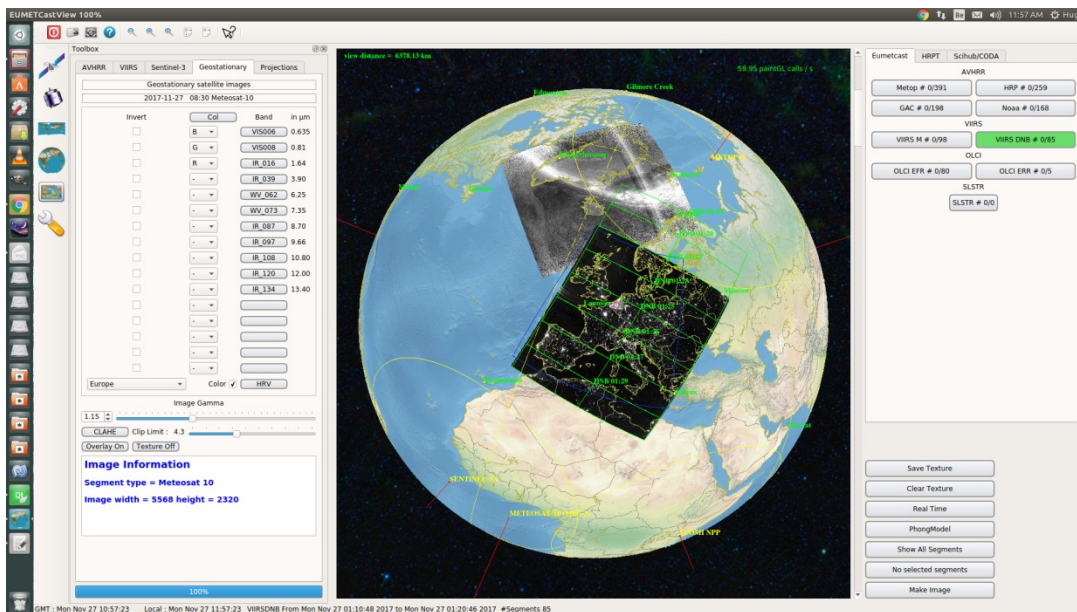 EUMETCastView 100%
Be 11:57 AM Hug
Toolbox
AVHRR VIIRS Sentinel-3 Geostationary Projections
Geostationary satellite images
2017-11-27 08:30 Meteosat-10
Invert Col Band in µm
B VIS006 0.635
G VIS008 0.81
R IR_016 1.64
- IR_039 3.90
- WV_062 6.25
- WV_073 7.35
- IR_087 8.70
- IR_097 9.66
- IR_108 10.80
- IR_120 12.00
- IR_134 13.40
-
-
-
-
-
Europe Color HRV
Image Gamma
1.15
CLAHE Clip Limit : 4.3
Overlay On Texture Off
Image Information
Segment type = Meteosat 10
Image width = 5568 height = 2320
100%
view distance = 6378.13 km
59.95 paintGL calls / s
Gilmore Creek
DNB 01:29
NPP
Eumetcast HRPT Scihub/CODA
AVHRR
Metop # 0/391 HRP # 0/259
GAC # 0/198 Noaa # 0/168
VIIRS
VIIRS M # 0/98 VIIRS DNB # 0/85
OLCI
OLCI EFR # 0/80 OLCI ERR # 0/5
SLSTR
SLSTR # 0/0
Save Texture
Clear Texture
Real Time
PhongModel
Show All Segments
No selected segments
Make Image
GMT : Mon Nov 27 10:57:23 Local : Mon Nov 27 11:57:23 VIIRSDNB From Mon Nov 27 01:10:48 2017 to Mon Nov 27 01:20:46 2017 #Segments 85